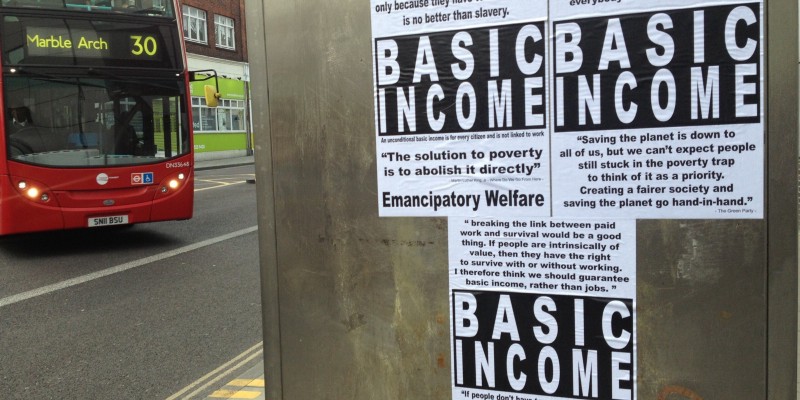 Marble Arch 30
DN53648
SN11 BSU
only because they have
is no better than slavery.
BASIC
INCOME
An unconditional basic income is for every citizen and is not linked to work
"The solution to poverty
is to abolish it directly"
Emancipatory Welfare
everybody
BASIC
INCOME
"Saving the planet is down to
all of us, but we can't expect people
still stuck in the poverty trap
to think of it as a priority.
Creating a fairer society and
saving the planet go hand-in-hand."
- The Green Party -
" breaking the link between paid
work and survival would be a good
thing. If people are intrinsically of
value, then they have the right
to survive with or without working.
I therefore think we should guarantee
basic income, rather than jobs. "
BASIC
INCOME
"If people don't have